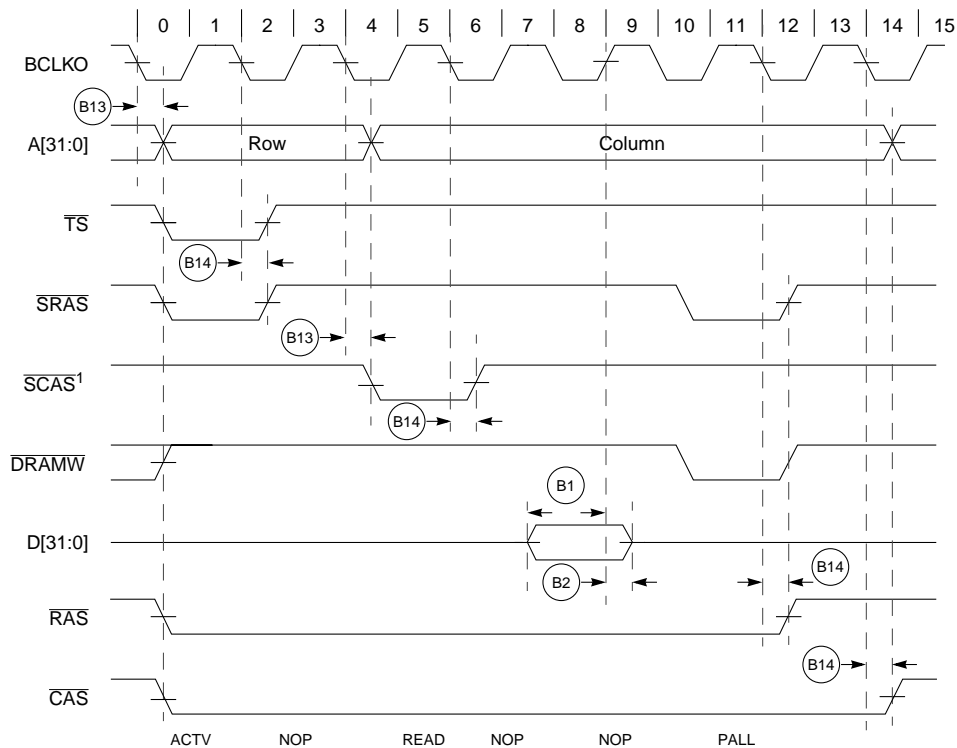 0 1 2 3 4 5 6 7 8 9 10 11 12 13 14 15
BCLKO
B13
A[31:0] Row Column
TS
B14
SRAS
B13
SCAS1
B14
DRAMW
B1
D[31:0]
B2 B14
RAS
B14
CAS
ACTV NOP READ NOP NOP PALL